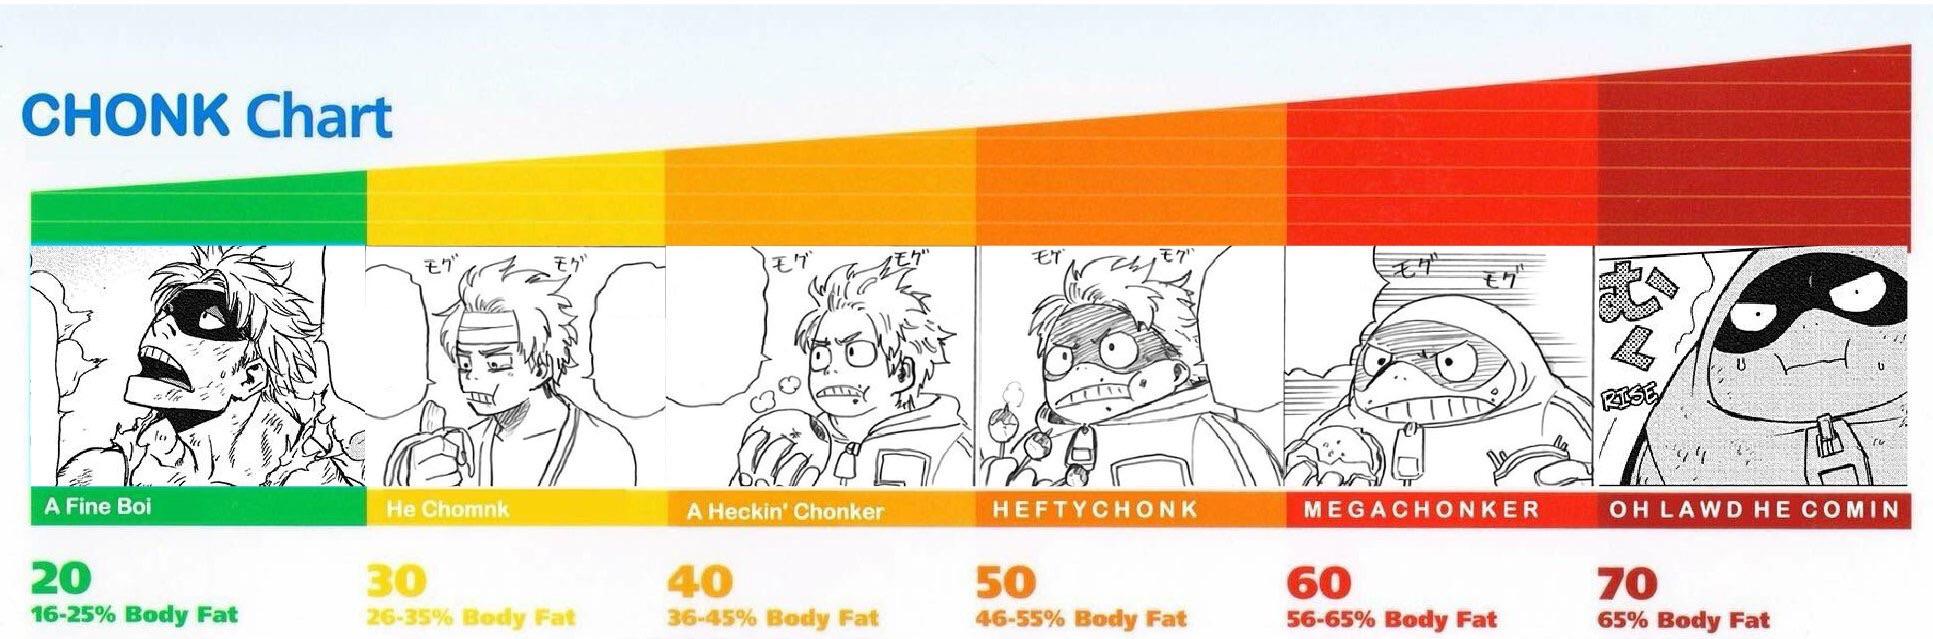 CHONK Chart
モグ モグ
モグ モグ
モグ モグ
モグ モグ
むく
RISE
A Fine Boi
He Chomnk
A Heckin' Chonker
HEFTYCHONK
MEGACHONKER
OH LAWD HE COMIN
20
16-25% Body Fat
30
26-35% Body Fat
40
36-45% Body Fat
50
46-55% Body Fat
60
56-65% Body Fat
70
65% Body Fat